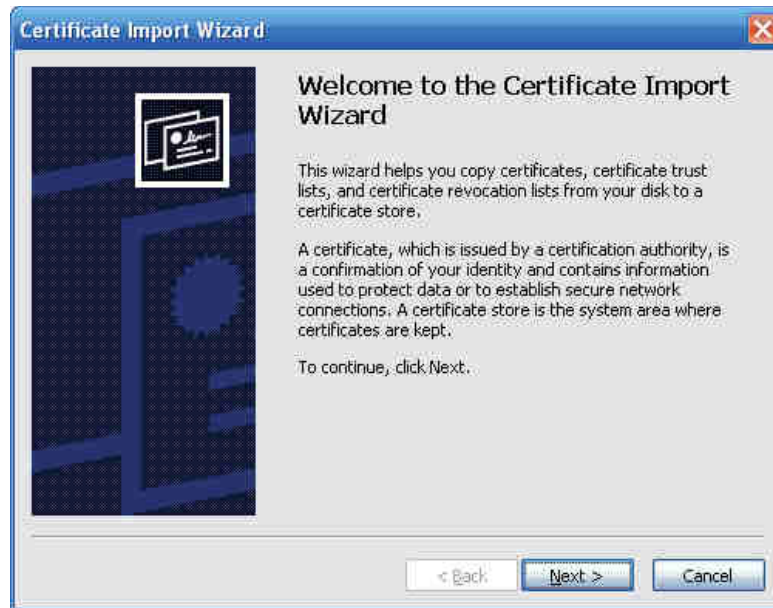 Certificate Import Wizard
Welcome to the Certificate Import
Wizard
This wizard helps you copy certificates, certificate trust
lists, and certificate revocation lists from your disk to a
certificate store.
A certificate, which is issued by a certification authority, is
a confirmation of your identity and contains information
used to protect data or to establish secure network
connections. A certificate store is the system area where
certificates are kept.
To continue, click Next.
< Back Next > Cancel